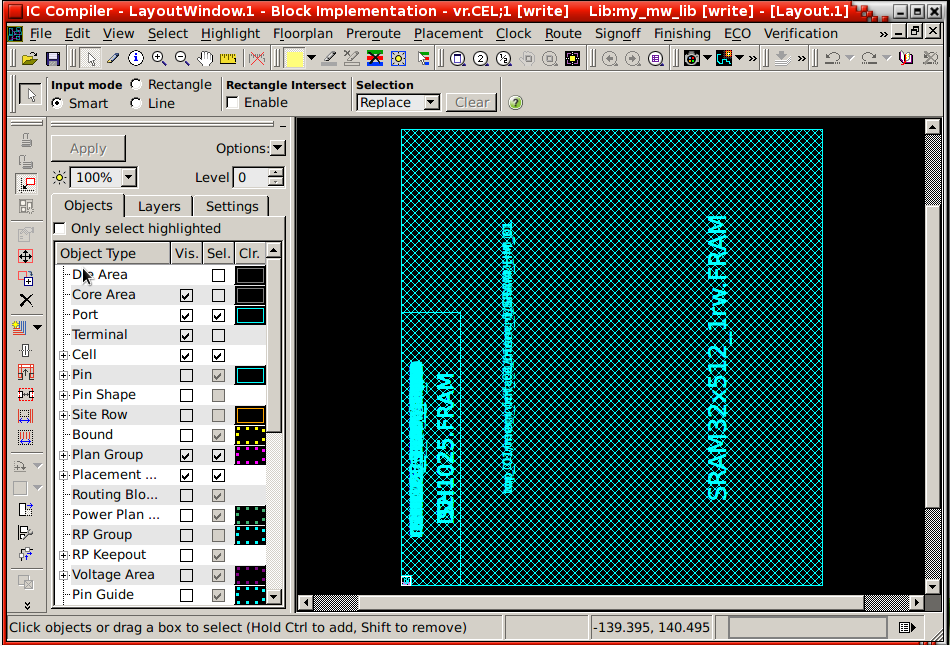 IC Compiler - LayoutWindow.1 - Block Implementation - vr.CEL;1 [write] Lib:my_mw_lib [write] - [Layout.1]
File Edit View Select Highlight Floorplan Preroute Placement Clock Route Signoff Finishing ECO Verification »
Input mode Rectangle Rectangle Intersect Selection
Smart Line Enable Replace Clear
Apply Options:
100% Level 0
Objects Layers Settings
Only select highlighted
Object Type Vis. Sel. Clr.
Die Area
Core Area
Port
Terminal
Cell
Pin
Pin Shape
Site Row
Bound
Plan Group
Placement ...
Routing Blo...
Power Plan ...
RP Group
RP Keepout
Voltage Area
Pin Guide
SRAM32x512_1rw.FRAM
Click objects or drag a box to select (Hold Ctrl to add, Shift to remove) -139.395, 140.495